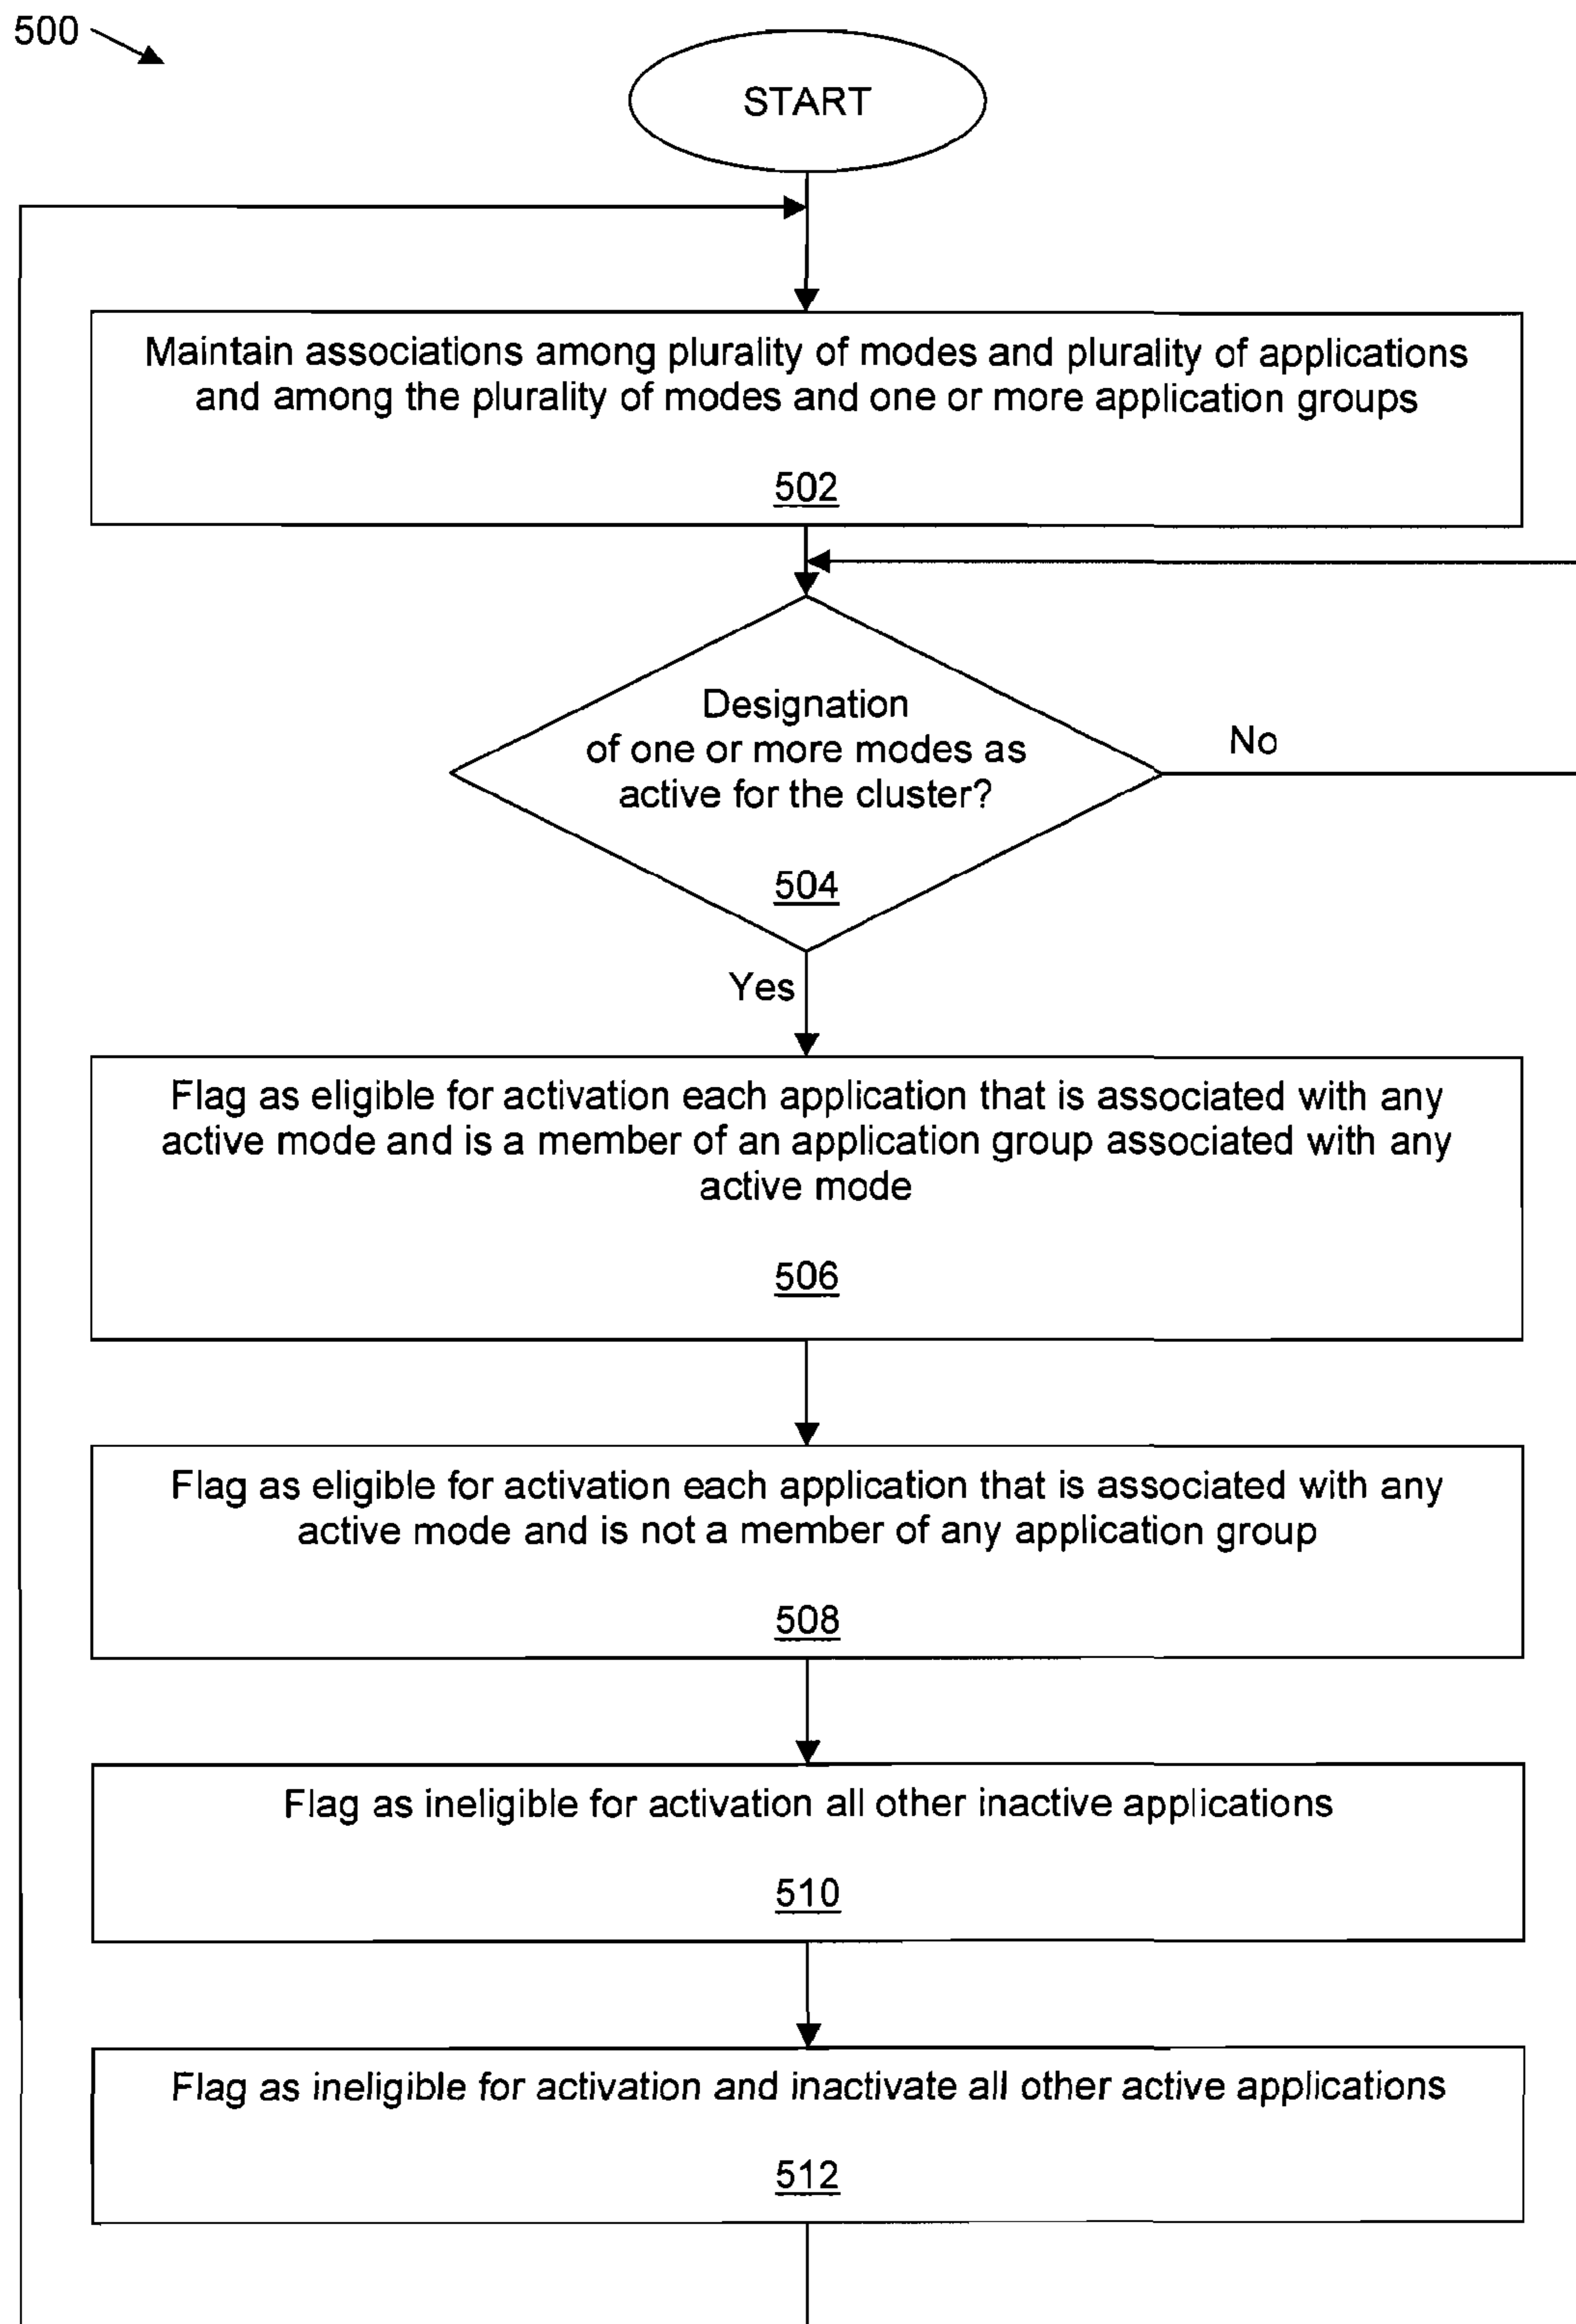 500
START
Maintain associations among plurality of modes and plurality of applications
and among the plurality of modes and one or more application groups
502
Designation
of one or more modes as
active for the cluster?
504
No
Yes
Flag as eligible for activation each application that is associated with any
active mode and is a member of an application group associated with any
active mode
506
Flag as eligible for activation each application that is associated with any
active mode and is not a member of any application group
508
Flag as ineligible for activation all other inactive applications
510
Flag as ineligible for activation and inactivate all other active applications
512